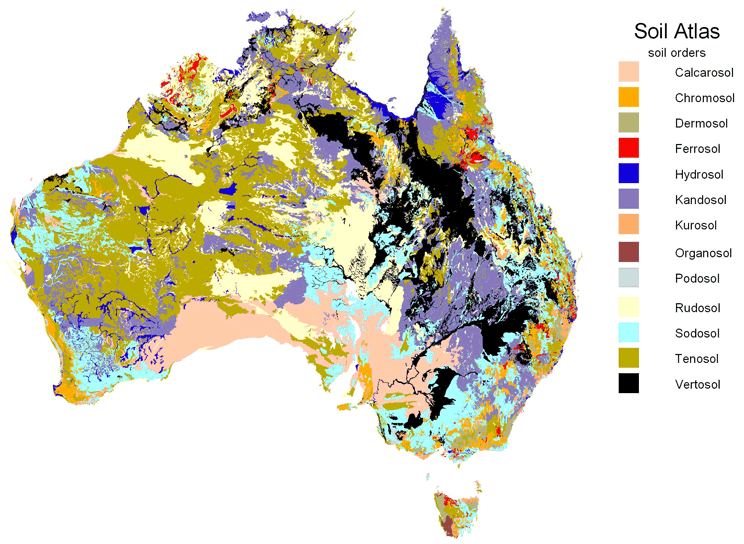 Soil Atlas
soil orders
Calcarosol
Chromosol
Dermosol
Ferrosol
Hydrosol
Kandosol
Kurosol
Organosol
Podosol
Rudosol
Sodosol
Tenosol
Vertosol